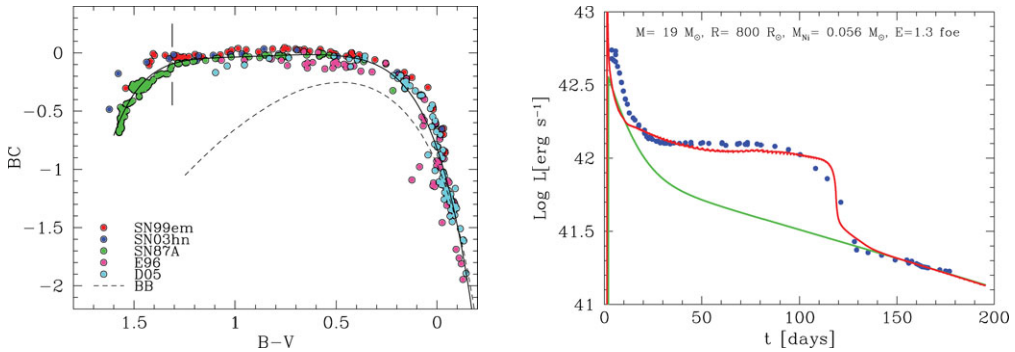 0
−0.5
−1
−1.5
−2
BC
SN99em
SN03hn
SN87A
E96
D05
BB
1.5
1
0.5
0
B−V
43
42.5
42
41.5
41
Log L[erg s⁻¹]
M= 19 M⊙, R= 800 R⊙, M_Ni= 0.056 M⊙, E=1.3 foe
0
50
100
150
200
t [days]